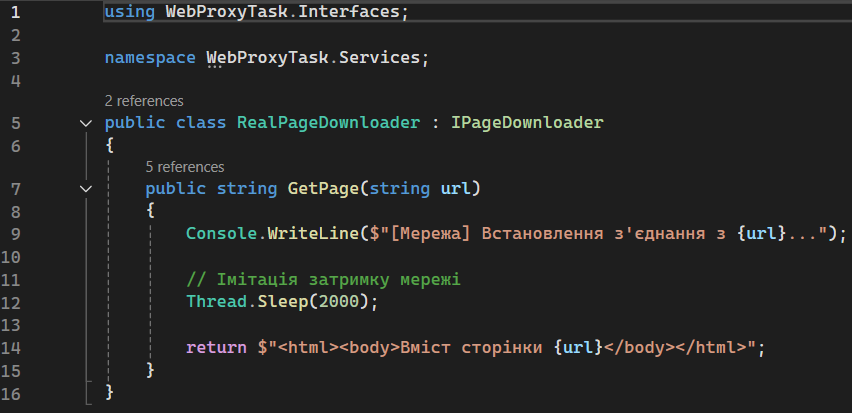 1 using WebProxyTask.Interfaces;
2
3 namespace WebProxyTask.Services;
4
2 references
5 public class RealPageDownloader : IPageDownloader
6 {
5 references
7 public string GetPage(string url)
8 {
9 Console.WriteLine($"[Мережа] Встановлення з'єднання з {url}...");
10
11 // Імітація затримку мережі
12 Thread.Sleep(2000);
13
14 return $"<html><body>Вміст сторінки {url}</body></html>";
15 }
16 }